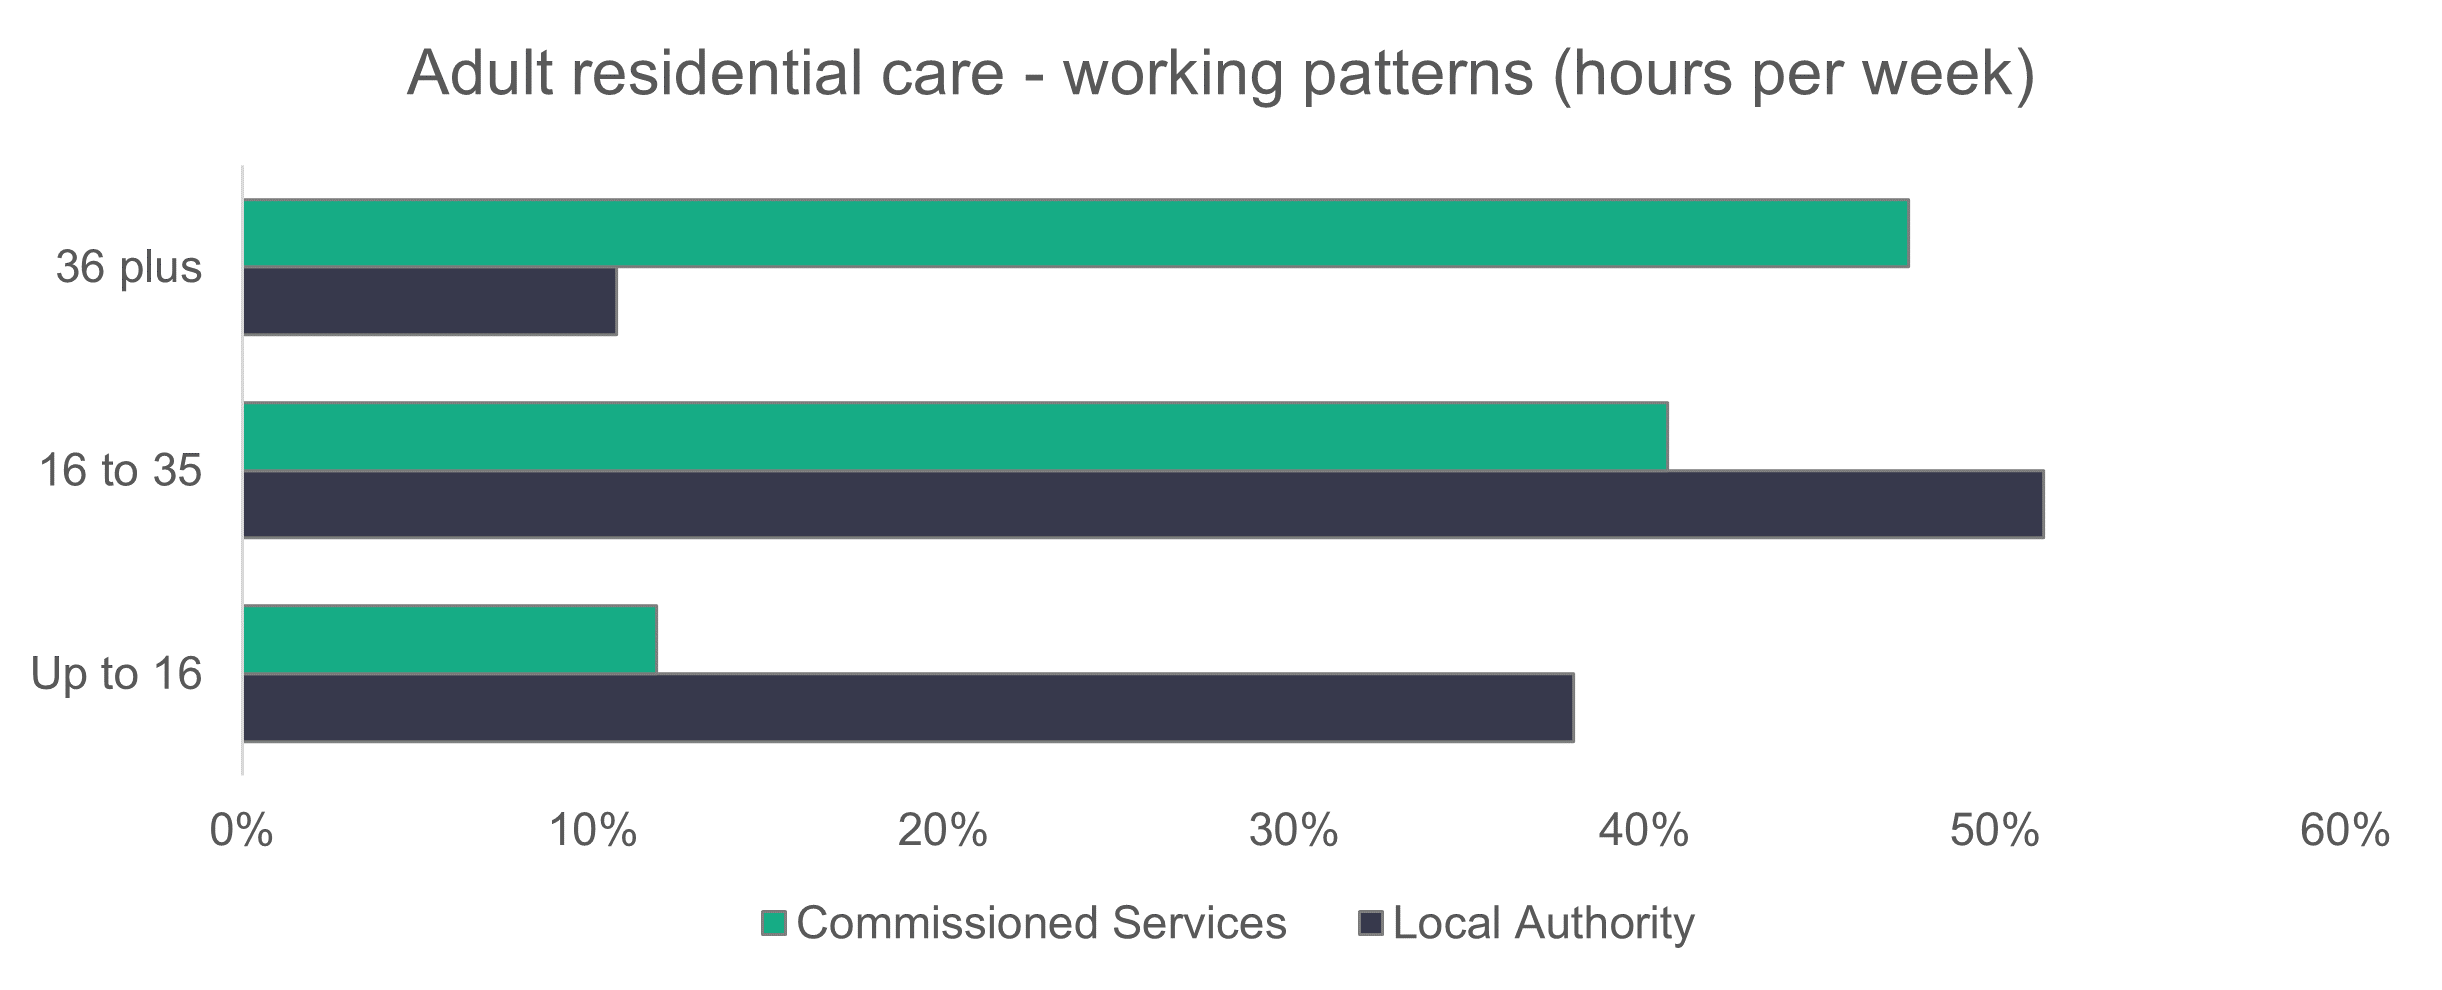 Adult residential care - working patterns (hours per week)
36 plus
16 to 35
Up to 16
0% 10% 20% 30% 40% 50% 60%
Commissioned Services Local Authority